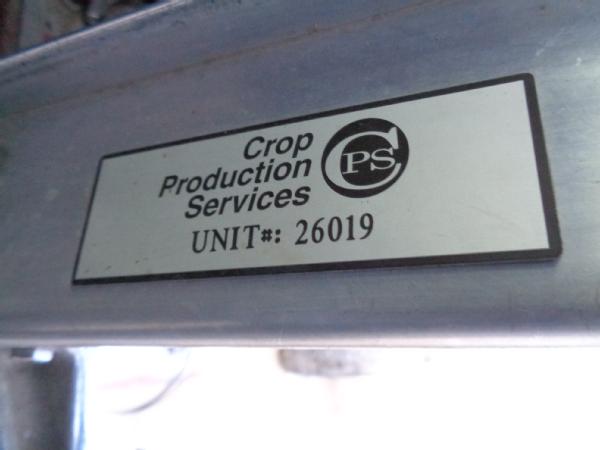 Crop
Production
Services
CPS
UNIT#: 26019